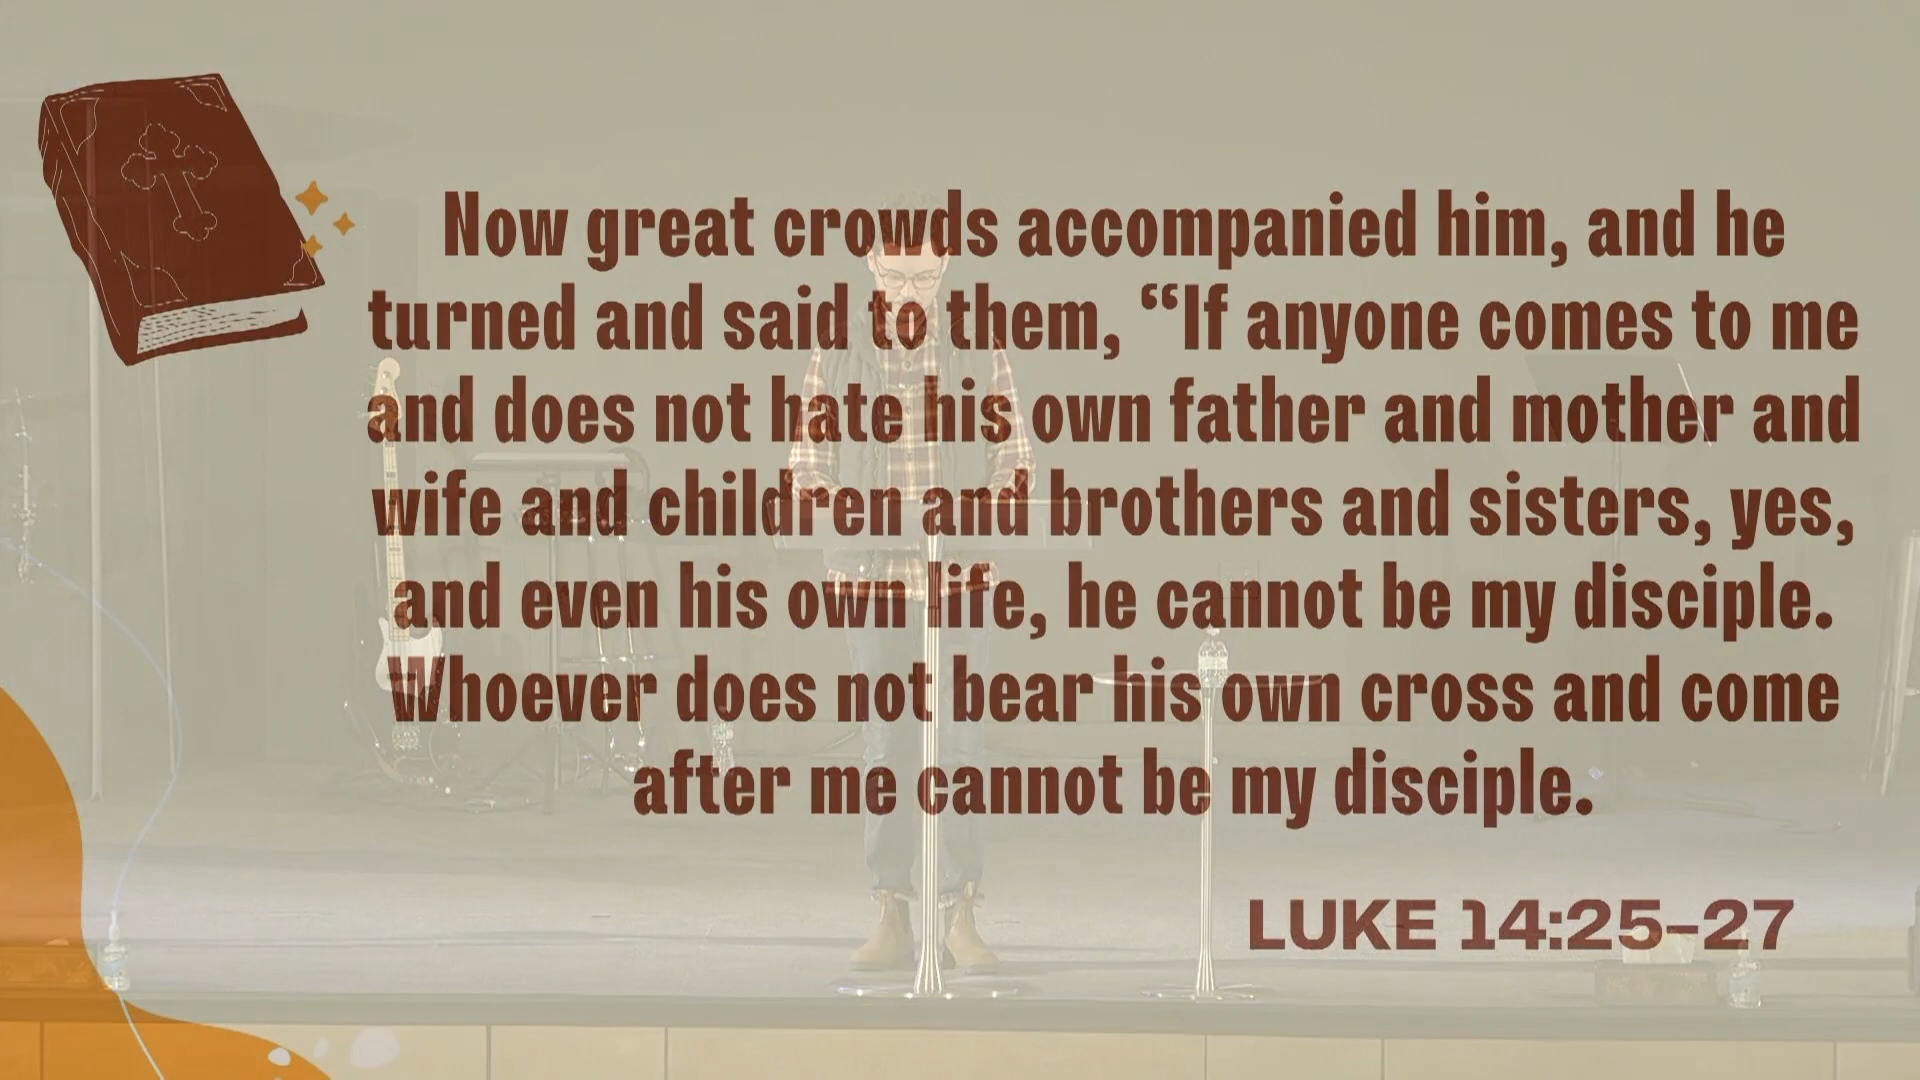 Now great crowds accompanied him, and he
turned and said to them, “If anyone comes to me
and does not hate his own father and mother and
wife and children and brothers and sisters, yes,
and even his own life, he cannot be my disciple.
Whoever does not bear his own cross and come
after me cannot be my disciple.
LUKE 14:25–27